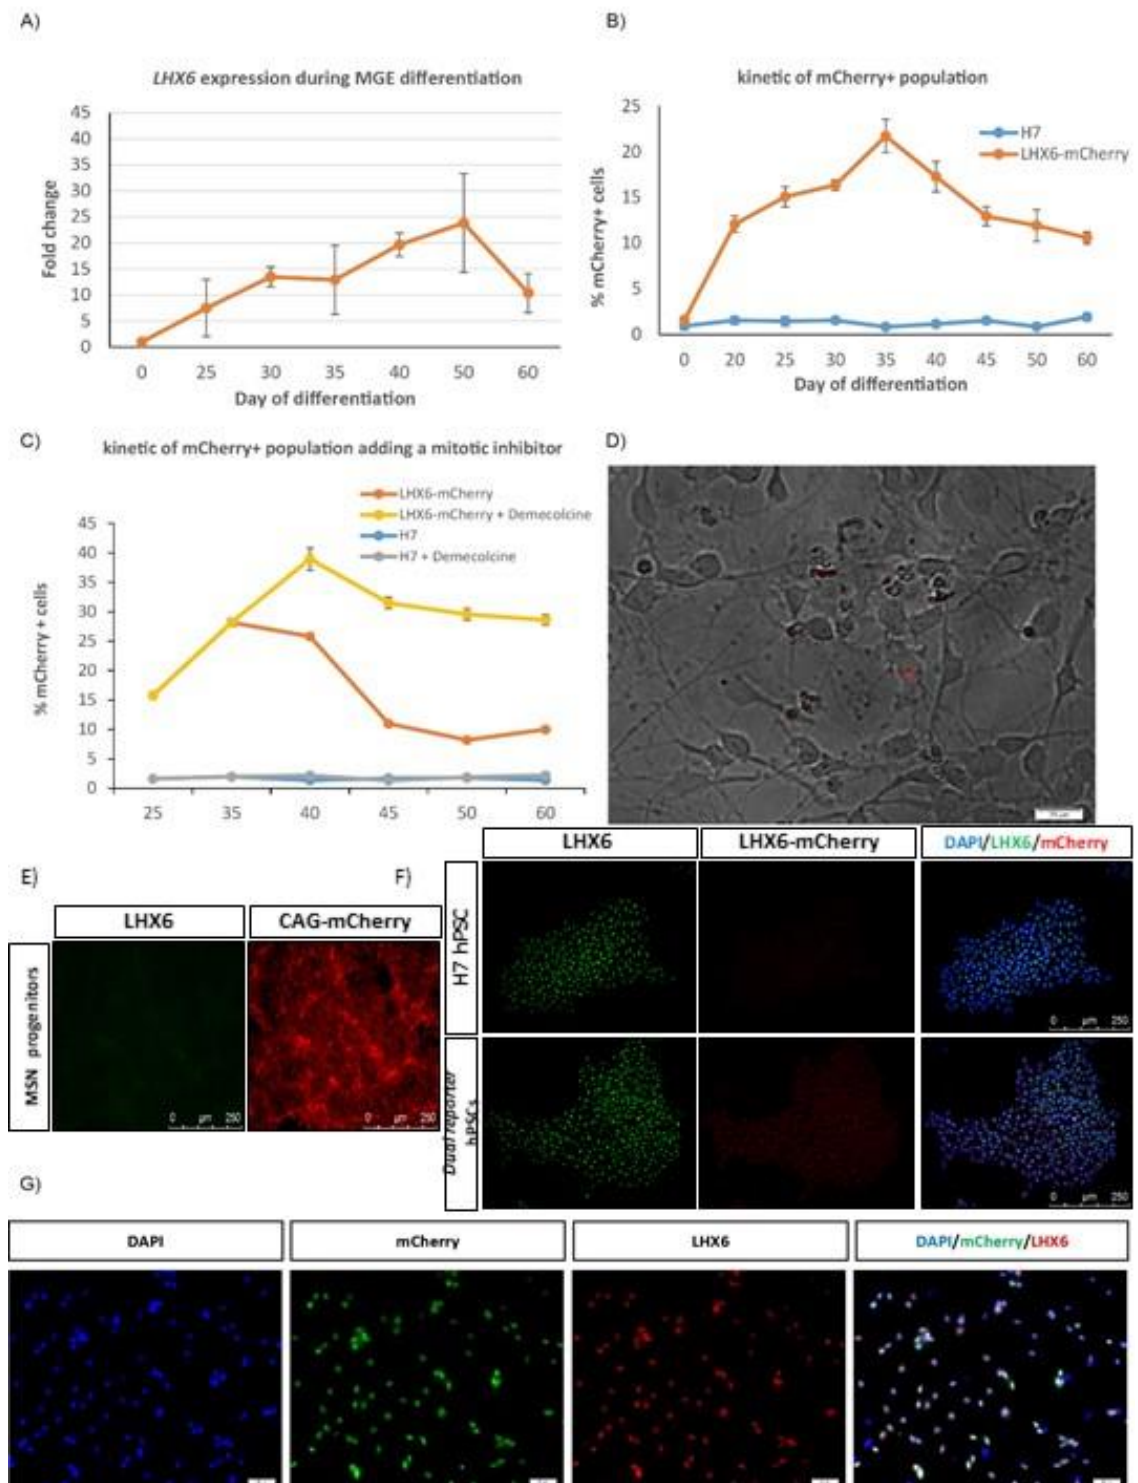 A)
LHX6 expression during MGE differentiation
45
40
35
30
25
20
15
10
5
0
Fold change
0 25 30 35 40 50 60
Day of differentiation
B)
kinetic of mCherry+ population
25
20
15
10
5
0
% mCherry+ cells
H7
LHX6-mCherry
0 20 25 30 35 40 45 50 60
Day of differentiation
C)
kinetic of mCherry+ population adding a mitotic inhibitor
LHX6-mCherry
LHX6-mCherry + Demecolcine
H7
H7 + Demecolcine
45
40
35
30
25
20
15
10
5
0
% mCherry + cells
25 35 40 45 50 60
D)
E)
LHX6 CAG-mCherry
MSN progenitors
0 µm 250
0 µm 250
F)
LHX6 LHX6-mCherry DAPI/LHX6/mCherry
H7 hPSC
0 µm 250
Dual reporter
hPSCs
0 µm 250
G)
DAPI mCherry LHX6 DAPI/mCherry/LHX6